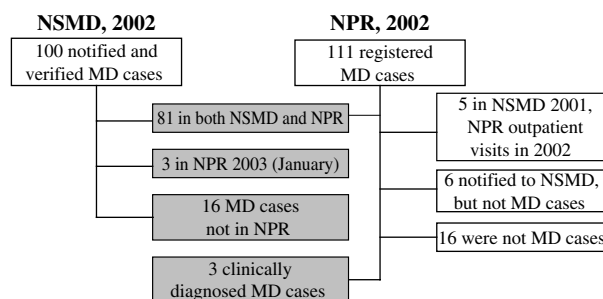 NSMD, 2002
100 notified and
verified MD cases
81 in both NSMD and NPR
3 in NPR 2003 (January)
16 MD cases
not in NPR
3 clinically
diagnosed MD cases
NPR, 2002
111 registered
MD cases
5 in NSMD 2001,
NPR outpatient
visits in 2002
6 notified to NSMD,
but not MD cases
16 were not MD cases